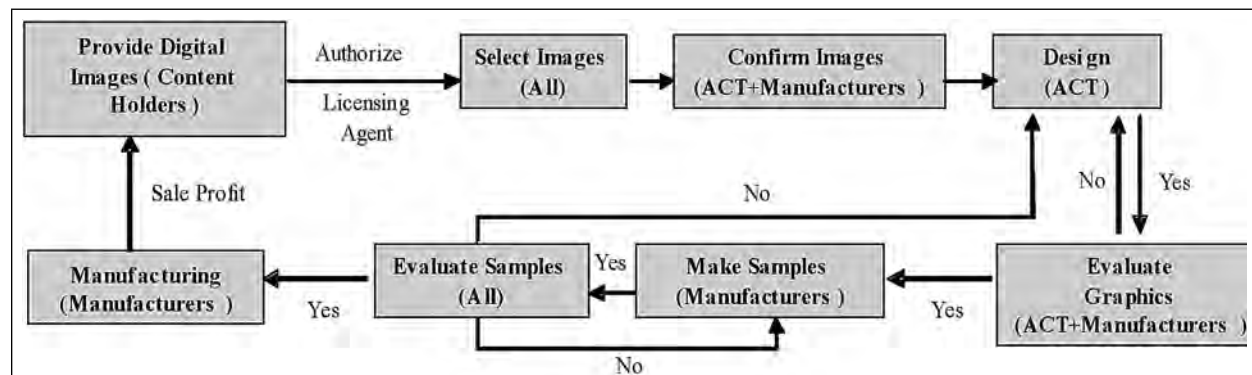 Provide Digital
Images ( Content
Holders )
Authorize
Licensing
Agent
Select Images
(All)
Confirm Images
(ACT+Manufacturers )
Design
(ACT)
Sale Profit
No
No
Yes
Manufacturing
(Manufacturers )
Yes
Evaluate Samples
(All)
Yes
Make Samples
(Manufacturers )
Yes
Evaluate
Graphics
(ACT+Manufacturers )
No